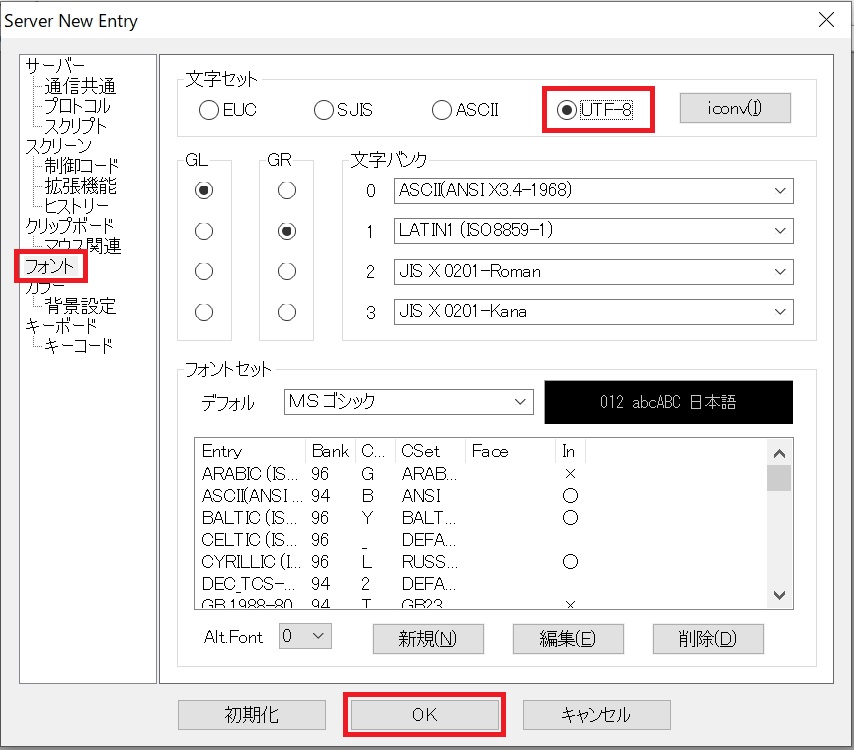 Server New Entry
サーバー
通信共通
プロトコル
スクリプト
スクリーン
制御コード
拡張機能
ヒストリー
クリップボード
マウス関連
フォント
カラー
背景設定
キーボード
キーコード
文字セット
EUC SJIS ASCII UTF-8 iconv(I)
GL GR 文字バンク
0 ASCII(ANSI X3.4-1968)
1 LATIN1 (ISO8859-1)
2 JIS X 0201-Roman
3 JIS X 0201-Kana
フォントセット
デフォル MS ゴシック 012 abcABC 日本語
Entry Bank C... CSet Face In
ARABIC (IS... 96 G ARAB... ×
ASCII(ANSI ... 94 B ANSI ○
BALTIC (IS... 96 Y BALT... ○
CELTIC (IS... 96 _ DEFA...
CYRILLIC (I... 96 L RUSS... ○
DEC_TCS-... 94 2 DEFA...
GB 1988-80 94 T GB23 ×
Alt.Font 0 新規(N) 編集(E) 削除(D)
初期化 OK キャンセル